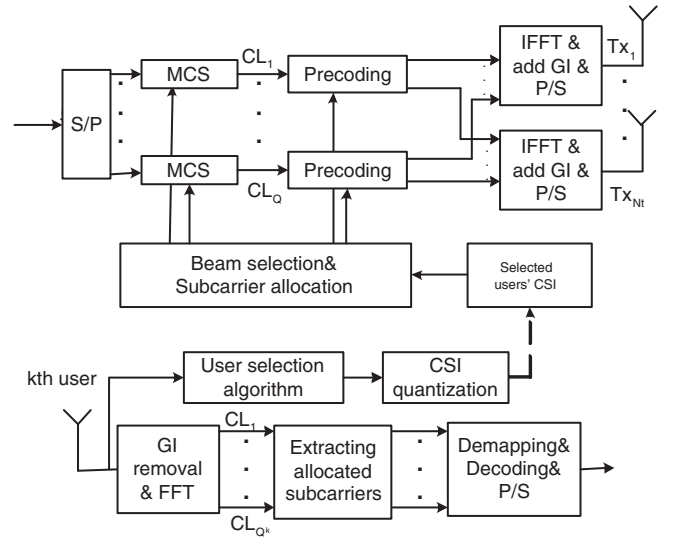 S/P
MCS
CL1
Precoding
IFFT &
add GI &
P/S
Tx1
MCS
CLQ
Precoding
IFFT &
add GI &
P/S
TxNt
Beam selection&
Subcarrier allocation
Selected
users' CSI
kth user
User selection
algorithm
CSI
quantization
GI
removal
& FFT
CL1
CLQk
Extracting
allocated
subcarriers
Demapping&
Decoding&
P/S